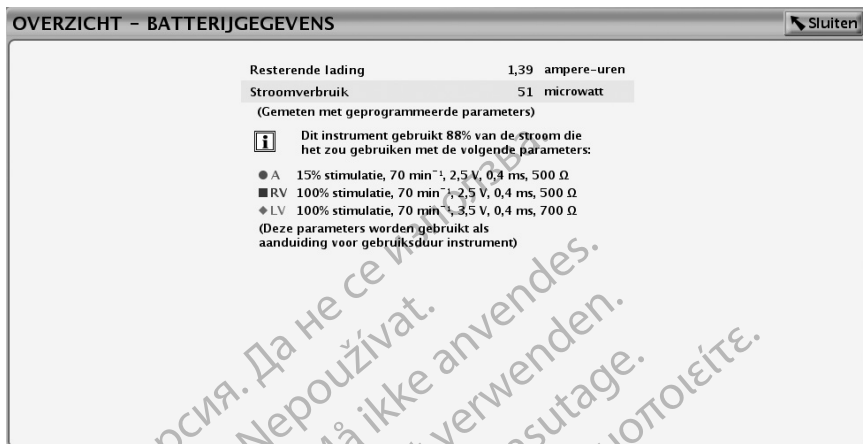 OVERZICHT - BATTERIJGEGEVENS
Sluiten
Resterende lading 1,39 ampere-uren
Stroomverbruik 51 microwatt
(Gemeten met geprogrammeerde parameters)
i
Dit instrument gebruikt 88% van de stroom die
het zou gebruiken met de volgende parameters:
A 15% stimulatie, 70 min⁻¹, 2,5 V, 0,4 ms, 500 Ω
RV 100% stimulatie, 70 min⁻¹, 2,5 V, 0,4 ms, 500 Ω
LV 100% stimulatie, 70 min⁻¹, 3,5 V, 0,4 ms, 700 Ω
(Deze parameters worden gebruikt als
aanduiding voor gebruiksduur instrument)
Да не се използва.
Nepoužívat.
Må ikke anvendes.
verwenden.